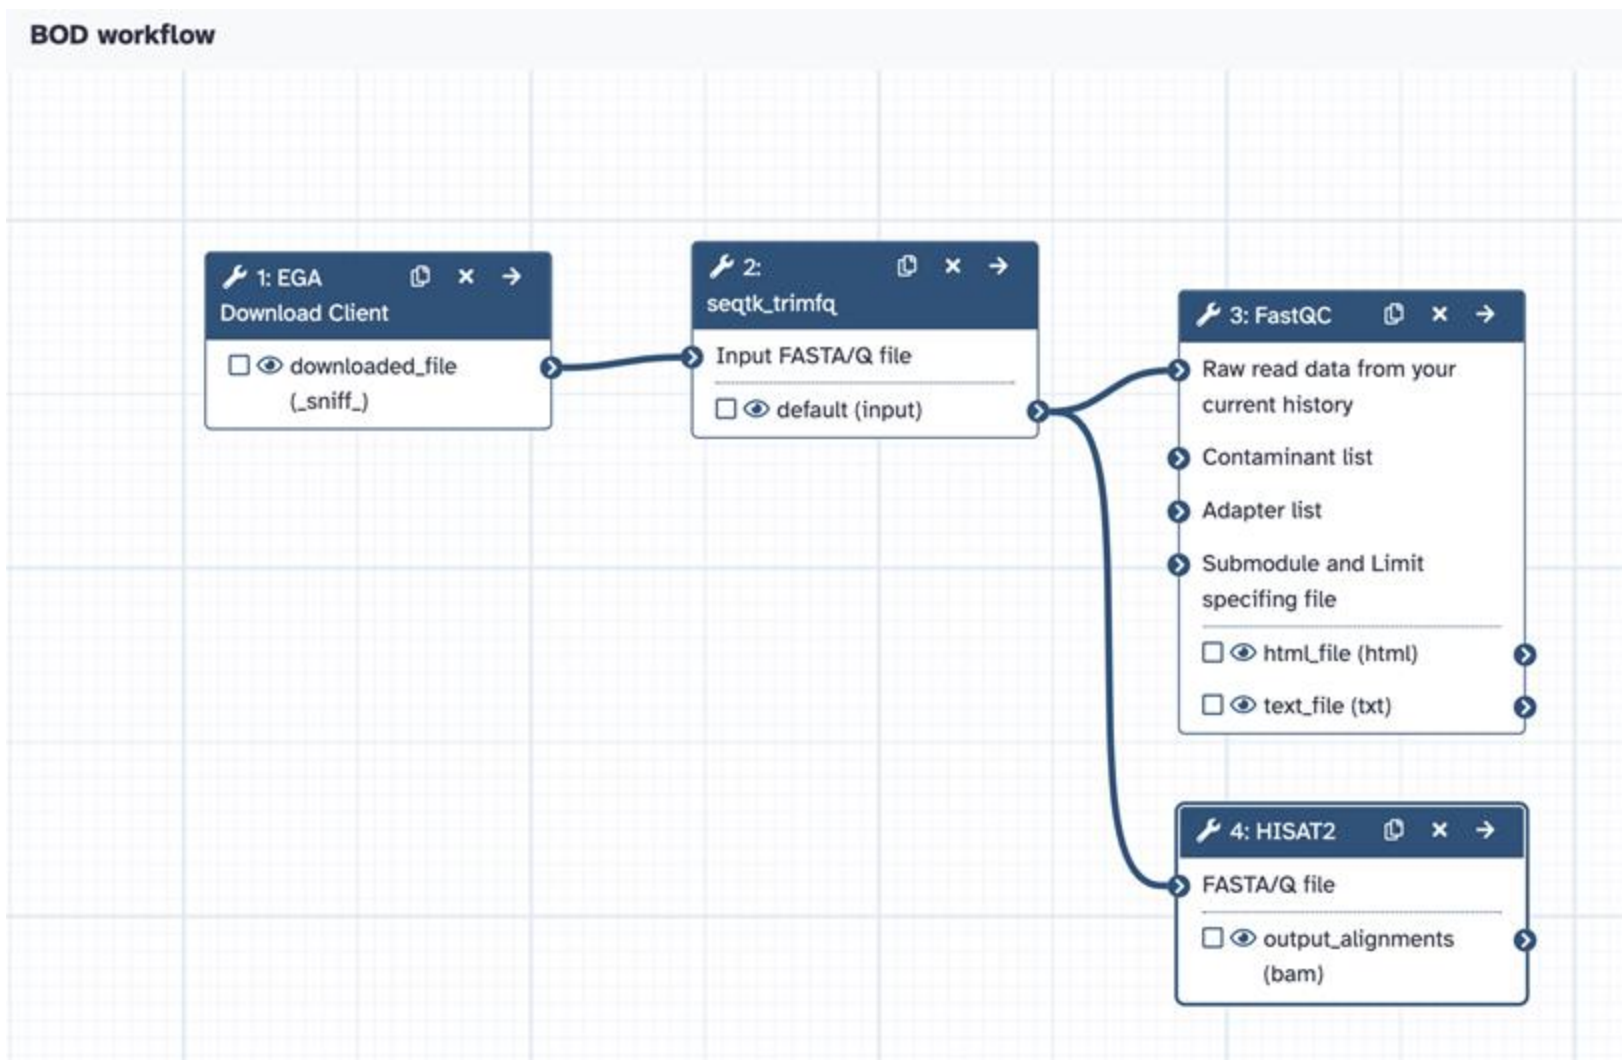 BOD workflow
1: EGA
Download Client
downloaded_file
(_sniff_)
2:
seqtk_trimfq
Input FASTA/Q file
default (input)
3: FastQC
Raw read data from your
current history
Contaminant list
Adapter list
Submodule and Limit
specifing file
html_file (html)
text_file (txt)
4: HISAT2
FASTA/Q file
output_alignments
(bam)